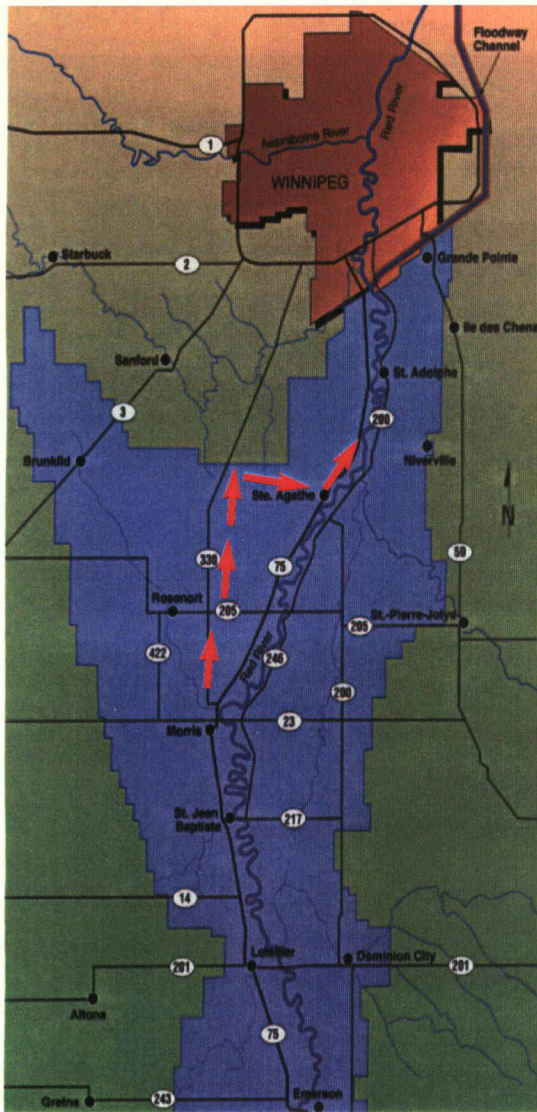 Floodway
Channel
Red River
1
Assiniboine River
WINNIPEG
Starbuck
2
Grande Pointe
Ile des Chena
Sanford
St. Adolphe
3
200
Brunkild
Niverville
Ste. Agathe
N
75
59
330
Rosenort
205
St.-Pierre-Jolys
205
422
Red River
246
200
23
Morris
St. Jean
Baptiste
217
14
Letellier
Dominion City
201
201
Altona
75
243
Gretna
Emerson